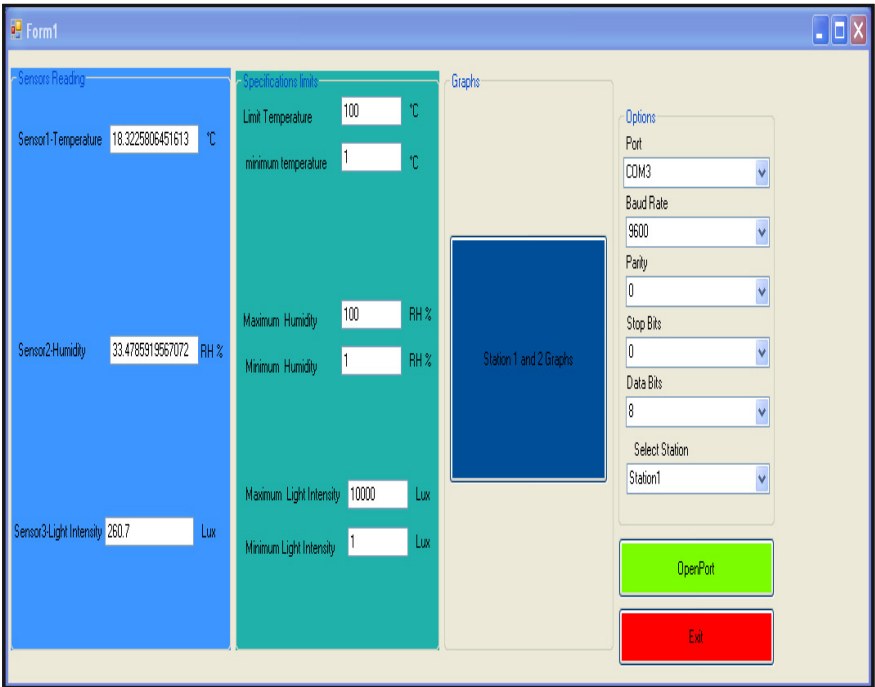 Form1
Sensors Reading
Sensor1-Temperature 18.3225806451613 °C
Sensor2-Humidity 33.4785919567072 RH %
Sensor3-Light Intensity 260.7 Lux
Specifications limits
Limit Temperature 100 °C
minimum temperature 1 °C
Maximum Humidity 100 RH %
Minimum Humidity 1 RH %
Maximum Light Intensity 10000 Lux
Minimum Light Intensity 1 Lux
Graphs
Station 1 and 2 Graphs
Options
Port
COM3
Baud Rate
9600
Parity
0
Stop Bits
0
Data Bits
8
Select Station
Station1
OpenPort
Exit